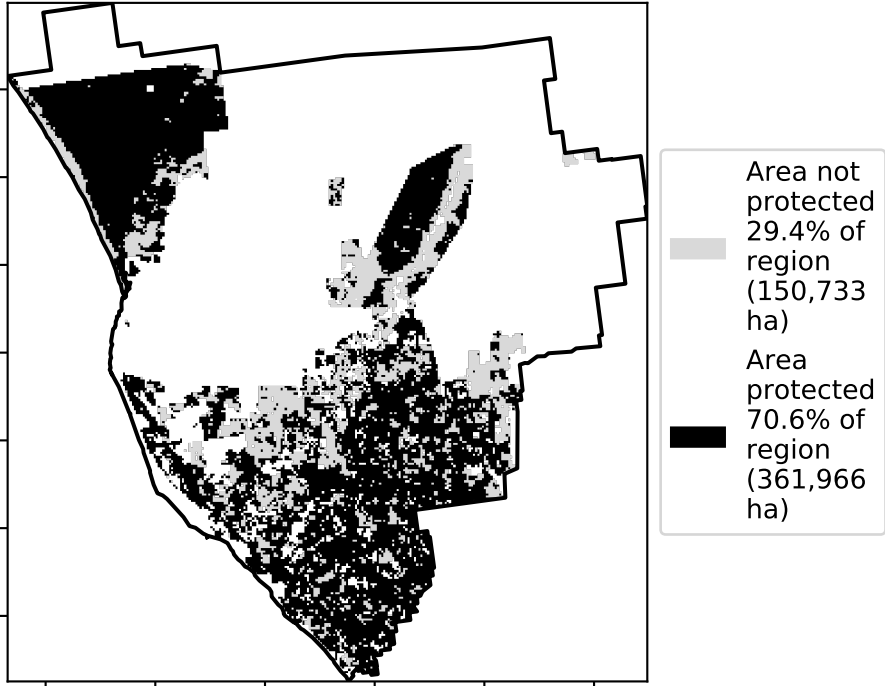 Area not
protected
29.4% of
region
(150,733
ha)
Area
protected
70.6% of
region
(361,966
ha)